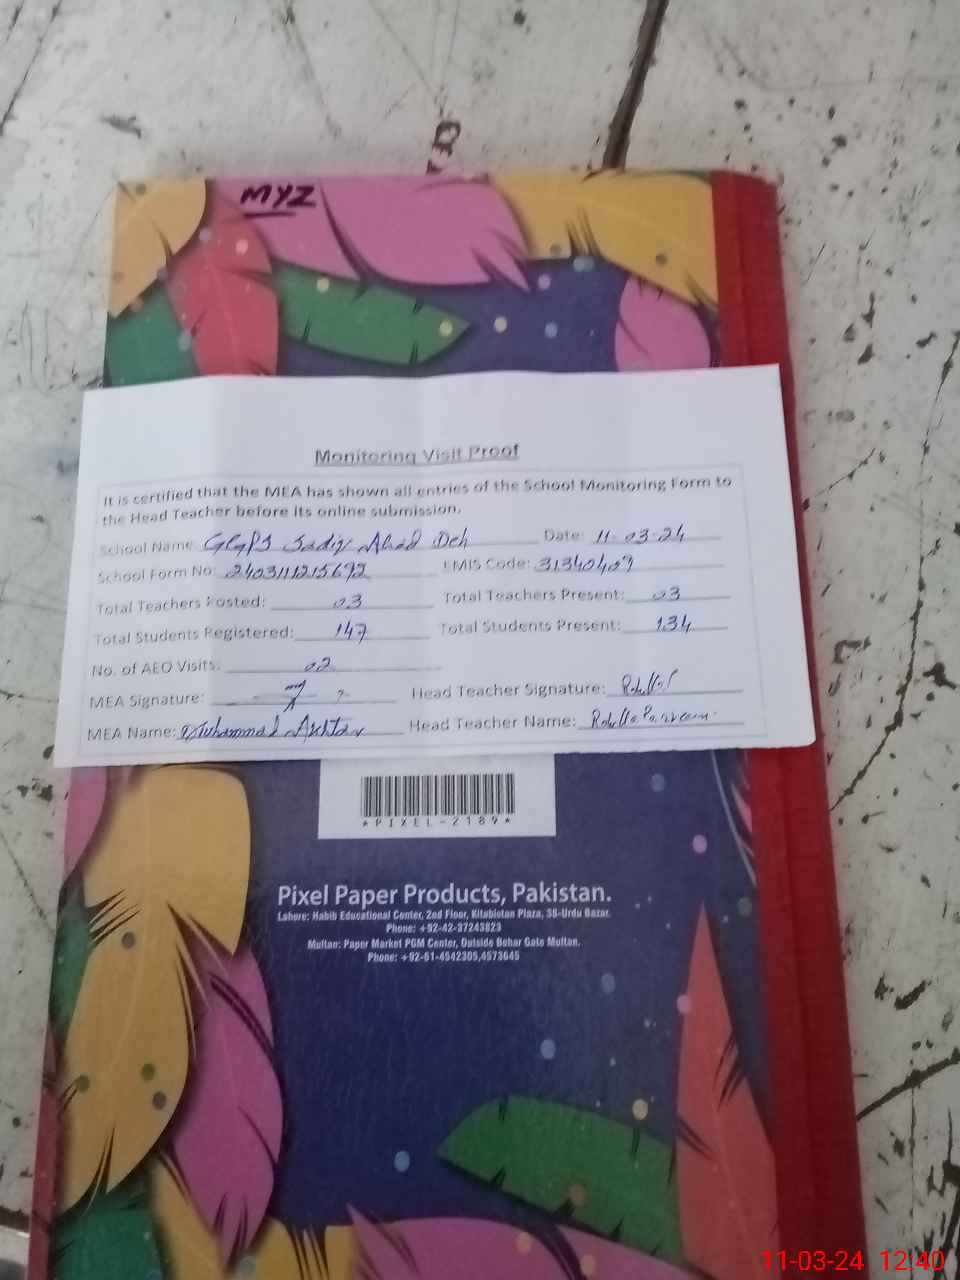 MYZ
Monitoring Visit Proof
It is certified that the MEA has shown all entries of the School Monitoring Form to
the Head Teacher before its online submission.
School Name: GGPS Sadiq Abad Deh Date: 11-03-24
School Form No: 2403111215692 EMIS Code: 31340409
Total Teachers Posted: 03 Total Teachers Present: 03
Total Students Registered: 147 Total Students Present: 134
No. of AEO Visits: 02
MEA Signature: Head Teacher Signature:
MEA Name: Muhammad Akhtar Head Teacher Name: Parveen
*PIXEL-2189*
Pixel Paper Products, Pakistan.
Lahore: Habib Educational Center, 2nd Floor, Kitabistan Plaza, 38-Urdu Bazar.
Phone: +92-42-37243823
Multan: Paper Market PGM Center, Outside Bohar Gate Multan.
Phone: +92-61-4542305,4573645
11-03-24 12:40